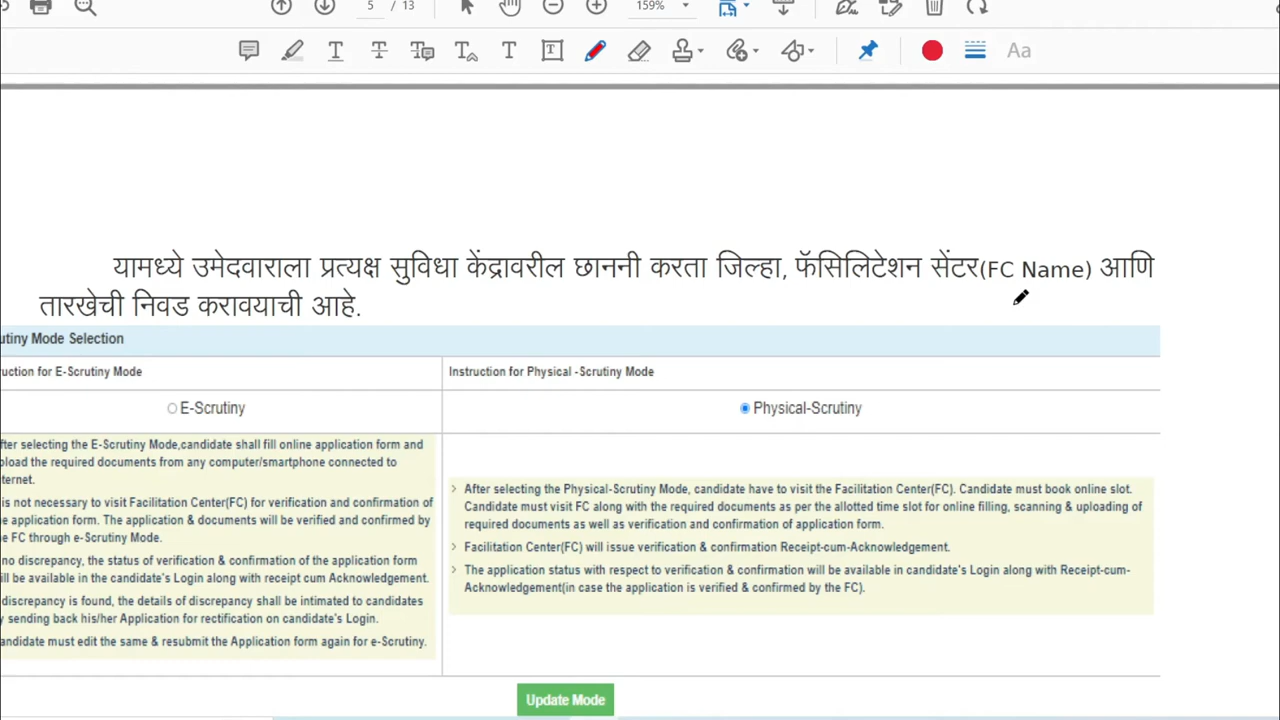 5 / 13
159%
T T T T T T Aa
यामध्ये उमेदवाराला प्रत्यक्ष सुविधा केंद्रावरील छाननी करता जिल्हा, फॅसिलिटेशन सेंटर(FC Name) आणि
तारखेची निवड करावयाची आहे.
utiny Mode Selection
uction for E-Scrutiny Mode
Instruction for Physical -Scrutiny Mode
E-Scrutiny
Physical-Scrutiny
fter selecting the E-Scrutiny Mode,candidate shall fill online application form and
pload the required documents from any computer/smartphone connected to
ternet.
is not necessary to visit Facilitation Center(FC) for verification and confirmation of
e application form. The application & documents will be verified and confirmed by
e FC through e-Scrutiny Mode.
no discrepancy, the status of verification & confirmation of the application form
ill be available in the candidate's Login along with receipt cum Acknowledgement.
discrepancy is found, the details of discrepancy shall be intimated to candidates
y sending back his/her Application for rectification on candidate's Login.
andidate must edit the same & resubmit the Application form again for e-Scrutiny.
After selecting the Physical-Scrutiny Mode, candidate have to visit the Facilitation Center(FC). Candidate must book online slot.
Candidate must visit FC along with the required documents as per the allotted time slot for online filling, scanning & uploading of
required documents as well as verification and confirmation of application form.
Facilitation Center(FC) will issue verification & confirmation Receipt-cum-Acknowledgement.
The application status with respect to verification & confirmation will be available in candidate's Login along with Receipt-cum-
Acknowledgement(in case the application is verified & confirmed by the FC).
Update Mode